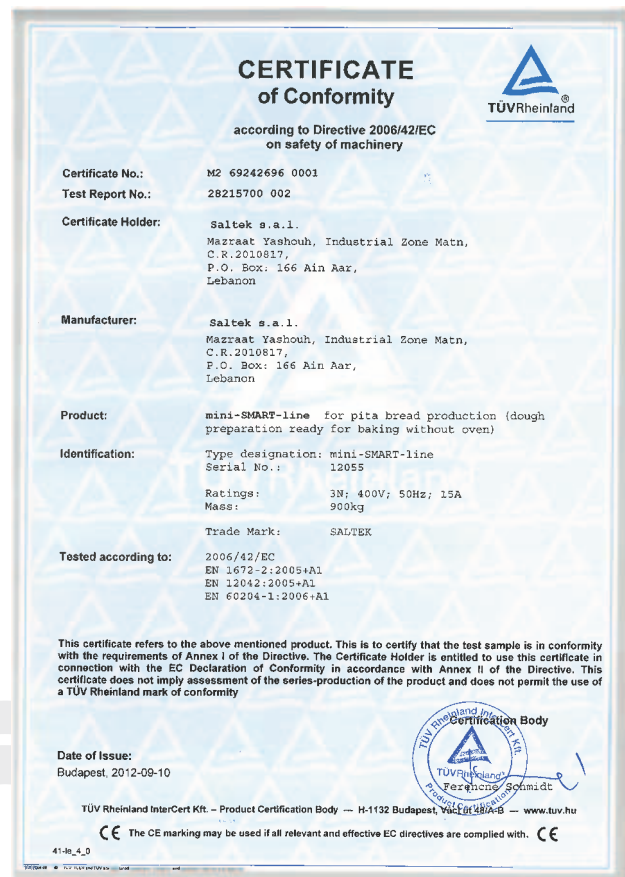 CERTIFICATE
of Conformity
TÜVRheinland®
according to Directive 2006/42/EC
on safety of machinery
Certificate No.: M2 69242696 0001
Test Report No.: 28215700 002
Certificate Holder: Saltek s.a.l.
Mazraat Yashouh, Industrial Zone Matn,
C.R.2010817,
P.O. Box: 166 Ain Aar,
Lebanon
Manufacturer: Saltek s.a.l.
Mazraat Yashouh, Industrial Zone Matn,
C.R.2010817,
P.O. Box: 166 Ain Aar,
Lebanon
Product: mini-SMART-line for pita bread production (dough
preparation ready for baking without oven)
Identification: Type designation: mini-SMART-line
Serial No.: 12055
Ratings: 3N; 400V; 50Hz; 15A
Mass: 900kg
Trade Mark: SALTEK
Tested according to: 2006/42/EC
EN 1672-2:2005+A1
EN 12042:2005+A1
EN 60204-1:2006+A1
This certificate refers to the above mentioned product. This is to certify that the test sample is in conformity
with the requirements of Annex I of the Directive. The Certificate Holder is entitled to use this certificate in
connection with the EC Declaration of Conformity in accordance with Annex II of the Directive. This
certificate does not imply assessment of the series-production of the product and does not permit the use of
a TÜV Rheinland mark of conformity
TÜV Rheinland InterCert Kft.
Certification Body
TÜVRheinland
Product Certification
Date of Issue:
Budapest, 2012-09-10
Ferencne Schmidt
TÜV Rheinland InterCert Kft. – Product Certification Body --- H-1132 Budapest, Váci út 48/A-B --- www.tuv.hu
CE The CE marking may be used if all relevant and effective EC directives are complied with. CE
41-le_4_0